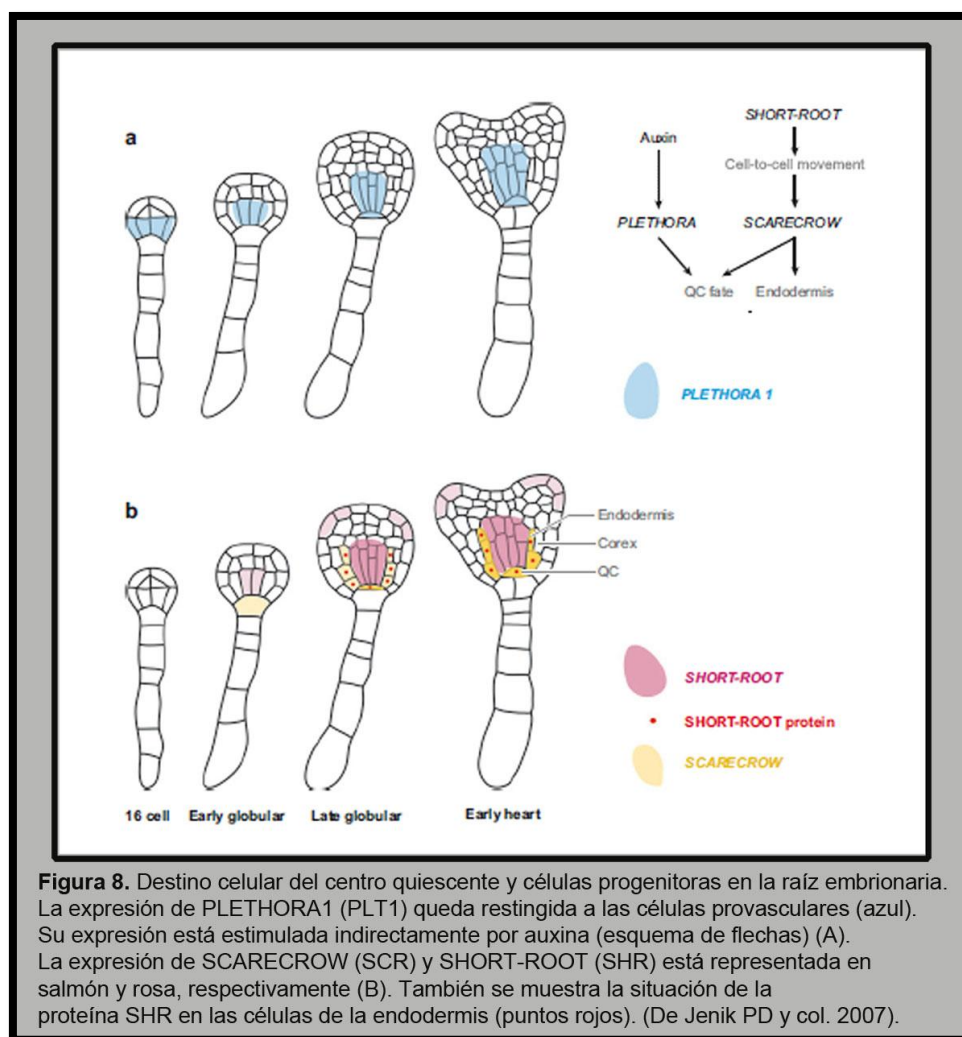 a
Auxin
SHORT-ROOT
Cell-to-cell movement
PLETHORA
SCARECROW
QC fate
Endodermis
PLETHORA 1
b
Endodermis
Corex
QC
SHORT-ROOT
SHORT-ROOT protein
SCARECROW
16 cell Early globular Late globular Early heart
Figura 8. Destino celular del centro quiescente y células progenitoras en la raíz embrionaria.
La expresión de PLETHORA1 (PLT1) queda restingida a las células provasculares (azul).
Su expresión está estimulada indirectamente por auxina (esquema de flechas) (A).
La expresión de SCARECROW (SCR) y SHORT-ROOT (SHR) está representada en
salmón y rosa, respectivamente (B). También se muestra la situación de la
proteína SHR en las células de la endodermis (puntos rojos). (De Jenik PD y col. 2007).